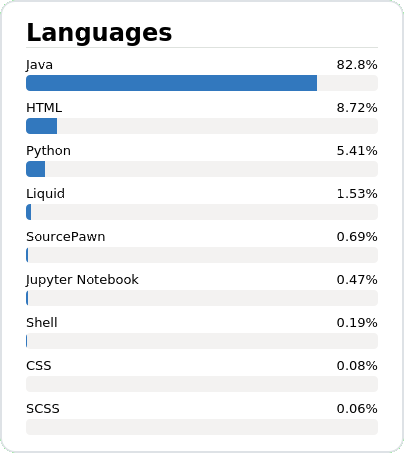 Languages
Java 82.8%
HTML 8.72%
Python 5.41%
Liquid 1.53%
SourcePawn 0.69%
Jupyter Notebook 0.47%
Shell 0.19%
CSS 0.08%
SCSS 0.06%